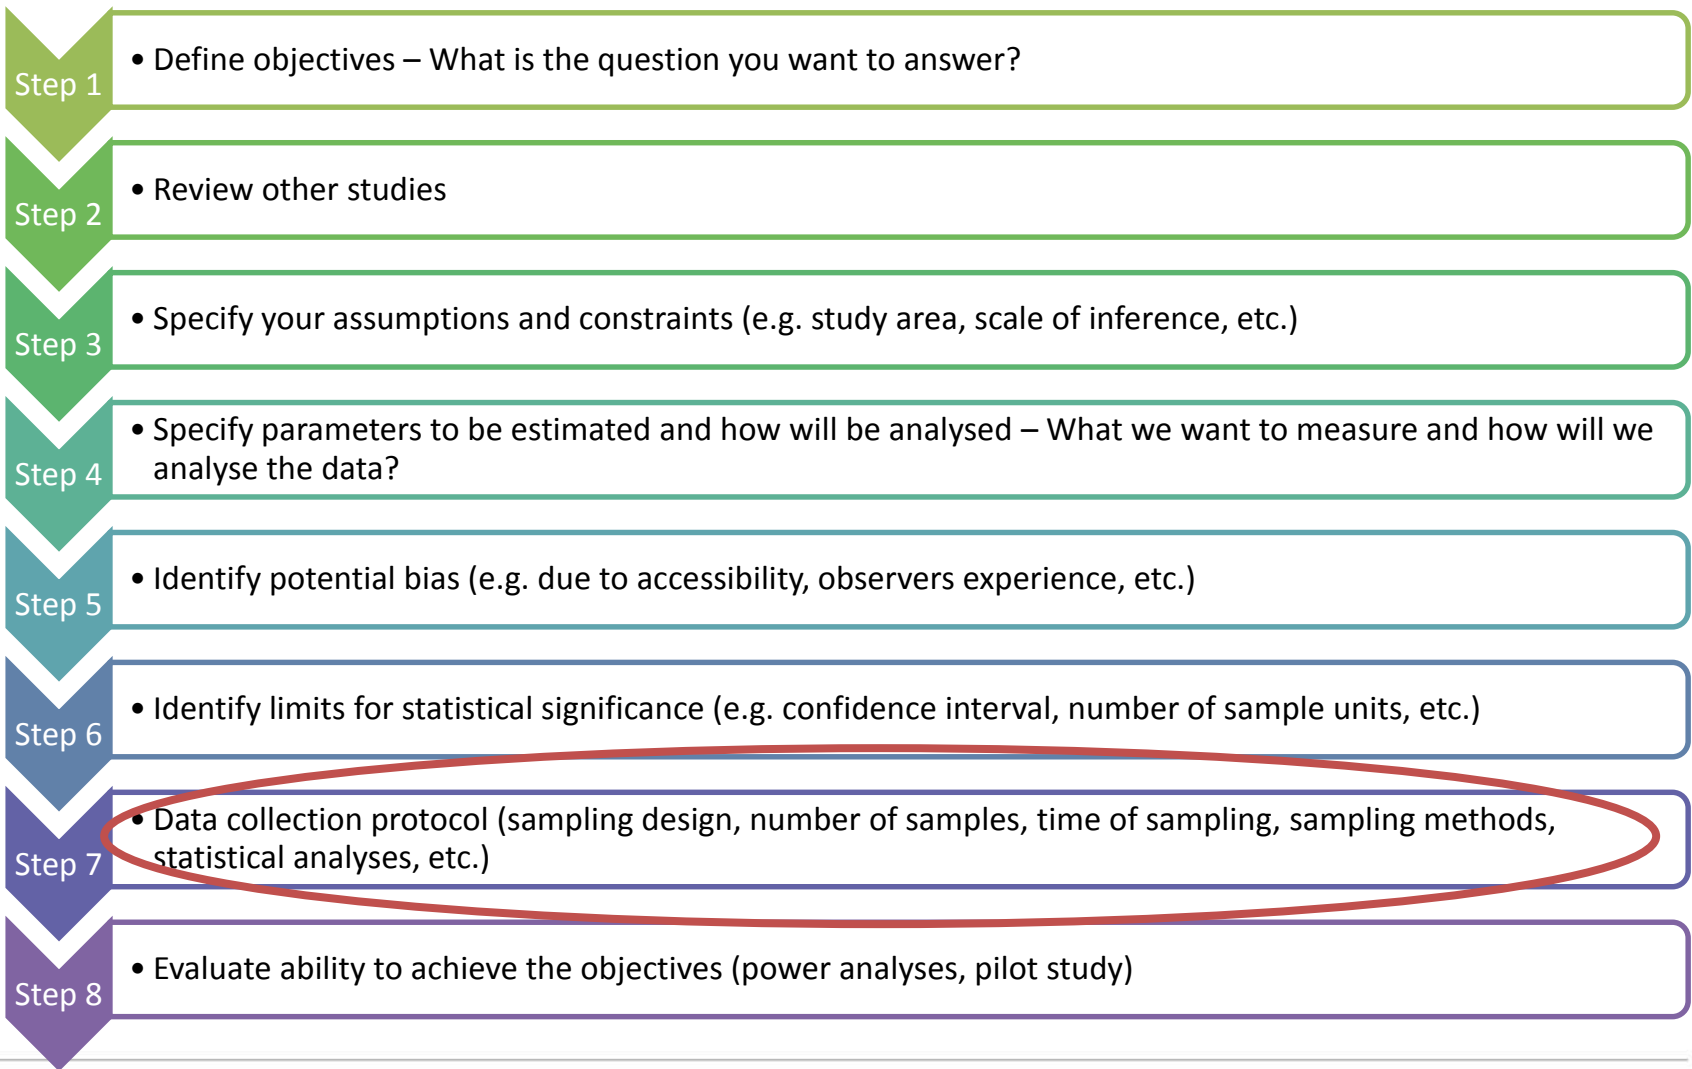 Step 1
• Define objectives – What is the question you want to answer?
Step 2
• Review other studies
Step 3
• Specify your assumptions and constraints (e.g. study area, scale of inference, etc.)
Step 4
• Specify parameters to be estimated and how will be analysed – What we want to measure and how will we
analyse the data?
Step 5
• Identify potential bias (e.g. due to accessibility, observers experience, etc.)
Step 6
• Identify limits for statistical significance (e.g. confidence interval, number of sample units, etc.)
Step 7
• Data collection protocol (sampling design, number of samples, time of sampling, sampling methods,
statistical analyses, etc.)
Step 8
• Evaluate ability to achieve the objectives (power analyses, pilot study)